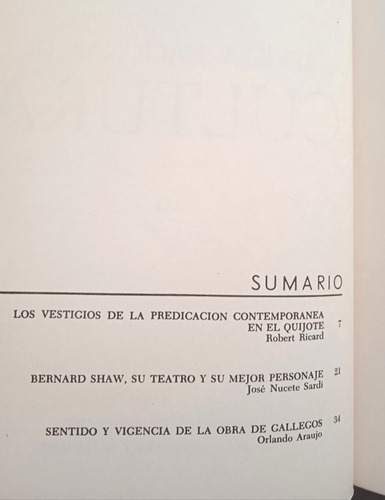 SUMARIO
LOS VESTIGIOS DE LA PREDICACION CONTEMPORANEA
EN EL QUIJOTE 7
Robert Ricard
BERNARD SHAW, SU TEATRO Y SU MEJOR PERSONAJE 21
José Nucete Sardi
SENTIDO Y VIGENCIA DE LA OBRA DE GALLEGOS 34
Orlando Araujo